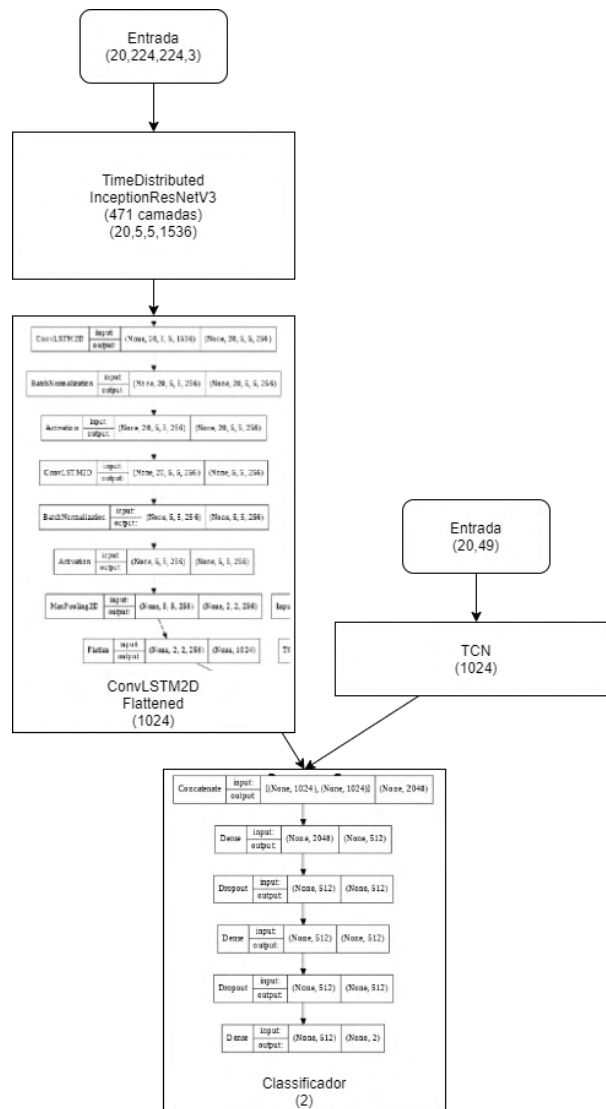 Entrada
(20,224,224,3)
TimeDistributed
InceptionResNetV3
(471 camadas)
(20,5,5,1536)
ConvLSTM2D input: (None, 20, 5, 5, 1536) (None, 20, 5, 5, 256)
output:
BatchNormalization input: (None, 20, 5, 5, 256) (None, 20, 5, 5, 256)
output:
Activation input: (None, 20, 5, 5, 256) (None, 20, 5, 5, 256)
output:
ConvLSTM2D input: (None, 20, 5, 5, 256) (None, 5, 5, 256)
output:
BatchNormalization input: (None, 5, 5, 256) (None, 5, 5, 256)
output:
Activation input: (None, 5, 5, 256) (None, 5, 5, 256)
output:
MaxPooling2D input: (None, 5, 5, 256) (None, 2, 2, 256)
output:
Flatten input: (None, 2, 2, 256) (None, 1024)
output:
ConvLSTM2D
Flattened
(1024)
Entrada
(20,49)
TCN
(1024)
Concatenate input: [(None, 1024), (None, 1024)] (None, 2048)
output:
Dense input: (None, 2048) (None, 512)
output:
Dropout input: (None, 512) (None, 512)
output:
Dense input: (None, 512) (None, 512)
output:
Dropout input: (None, 512) (None, 512)
output:
Dense input: (None, 512) (None, 2)
output:
Classificador
(2)